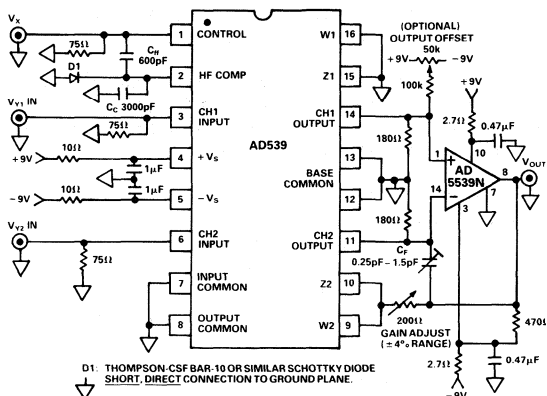 (OPTIONAL)
OUTPUT OFFSET
50k
+9V
−9V
100k
+9V
2.7Ω
0.47µF
VX
75Ω
Cff
600pF
D1
CC 3000pF
VY1 IN
75Ω
+9V
10Ω
1µF
1µF
−9V
10Ω
VY2 IN
75Ω
1 CONTROL
2 HF COMP
3 CH1
INPUT
4 +VS
5 −VS
6 CH2
INPUT
7 INPUT
COMMON
8 OUTPUT
COMMON
AD539
W1 16
Z1 15
CH1 14
OUTPUT
13
BASE
COMMON
12
CH2
OUTPUT 11
Z2 10
W2 9
180Ω
180Ω
CF
0.25pF – 1.5pF
200Ω
GAIN ADJUST
(±4% RANGE)
1
+
10
AD
5539N
8
VOUT
14
−
3
7
470Ω
2.7Ω
0.47µF
−9V
D1: THOMPSON-CSF BAR-10 OR SIMILAR SCHOTTKY DIODE
SHORT, DIRECT CONNECTION TO GROUND PLANE.